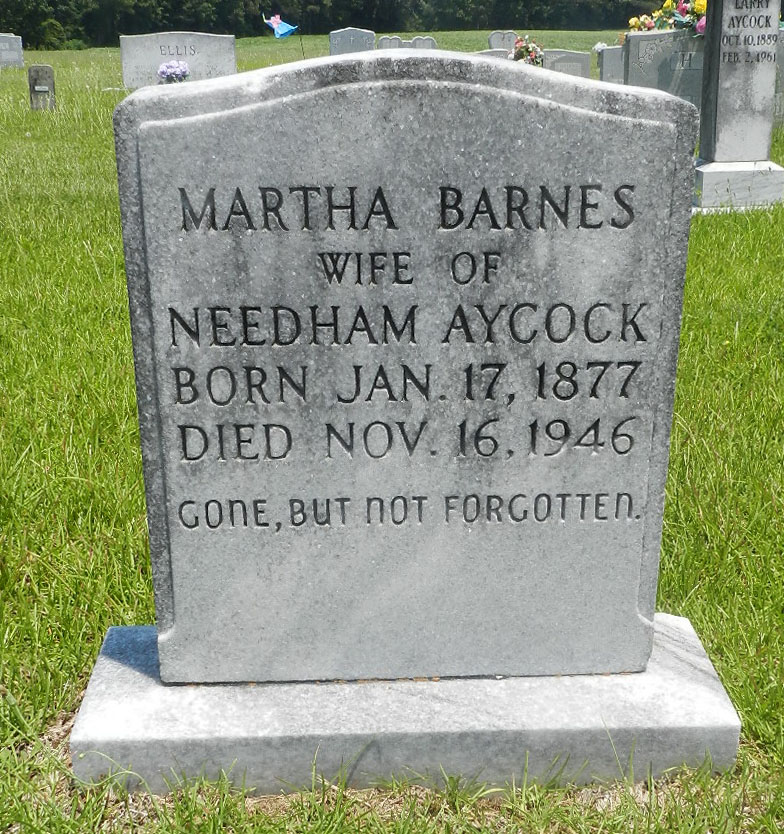 MARTHA BARNES
WIFE OF
NEEDHAM AYCOCK
BORN JAN. 17, 1877
DIED NOV. 16, 1946
GONE, BUT NOT FORGOTTEN.
ELLIS
LARRY
AYCOCK
OCT. 10, 1889
FEB. 2, 1961
H